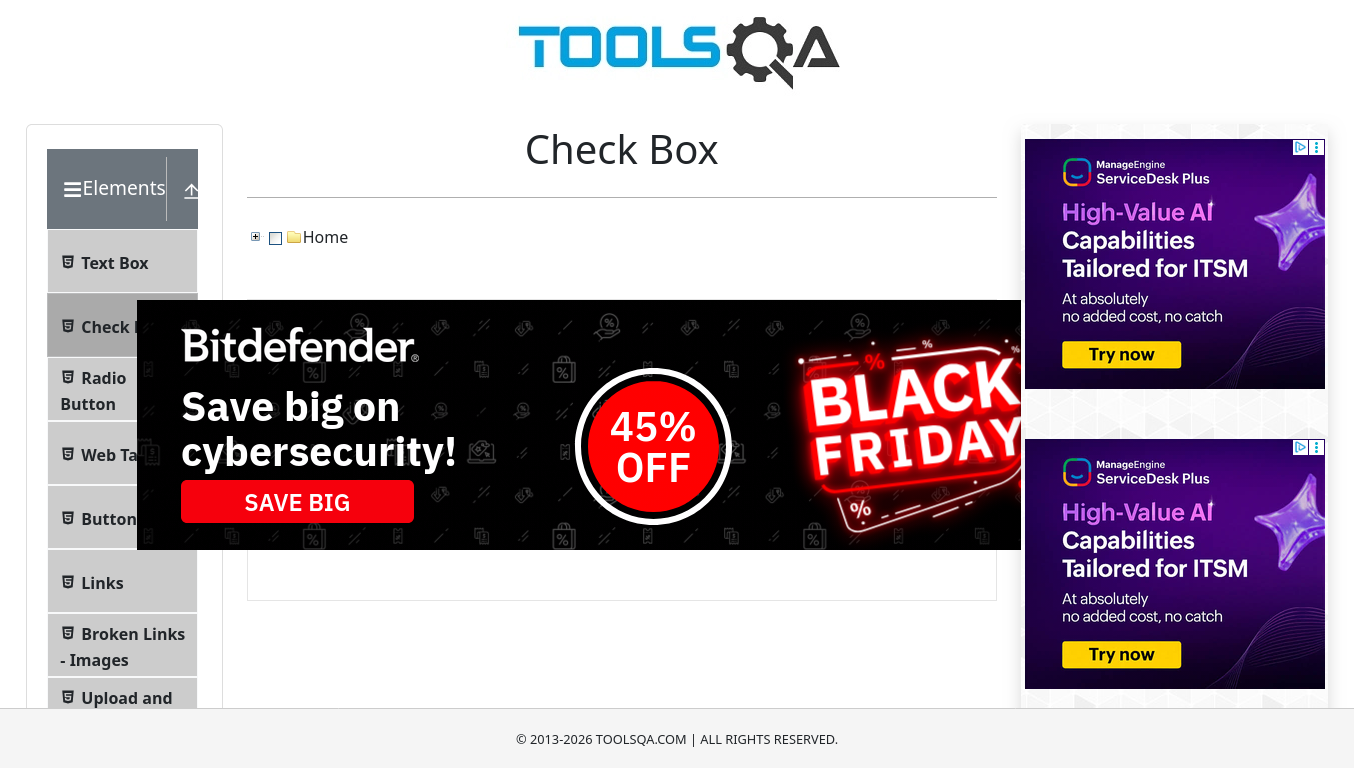 TOOLSQA
Check Box
Elements
Home
Text Box
Check
Radio
Button
Web Ta
Button
Links
Broken Links
- Images
Upload and
Bitdefender®
Save big on
cybersecurity!
SAVE BIG
45%
OFF
%
BLACK
FRIDAY
%
ManageEngine
ServiceDesk Plus
High-Value AI
Capabilities
Tailored for ITSM
At absolutely
no added cost, no catch
Try now
ManageEngine
ServiceDesk Plus
High-Value AI
Capabilities
Tailored for ITSM
At absolutely
no added cost, no catch
Try now
© 2013-2026 TOOLSQA.COM | ALL RIGHTS RESERVED.